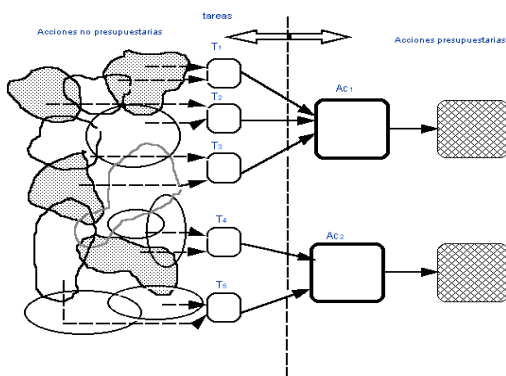 tareas
Acciones no presupuestarias
Acciones presupuestarias
T1
T2
T3
T4
T5
Ac1
Ac2